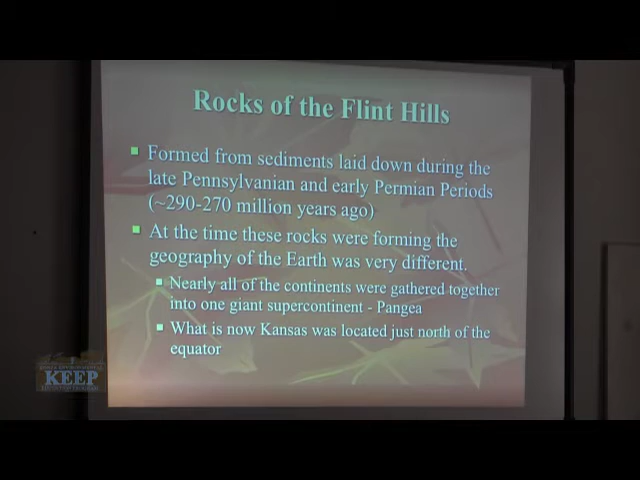 Rocks of the Flint Hills
Formed from sediments laid down during the
late Pennsylvanian and early Permian Periods
(~290-270 million years ago)
At the time these rocks were forming the
geography of the Earth was very different.
Nearly all of the continents were gathered together
into one giant supercontinent - Pangea
What is now Kansas was located just north of the
equator
KEEP